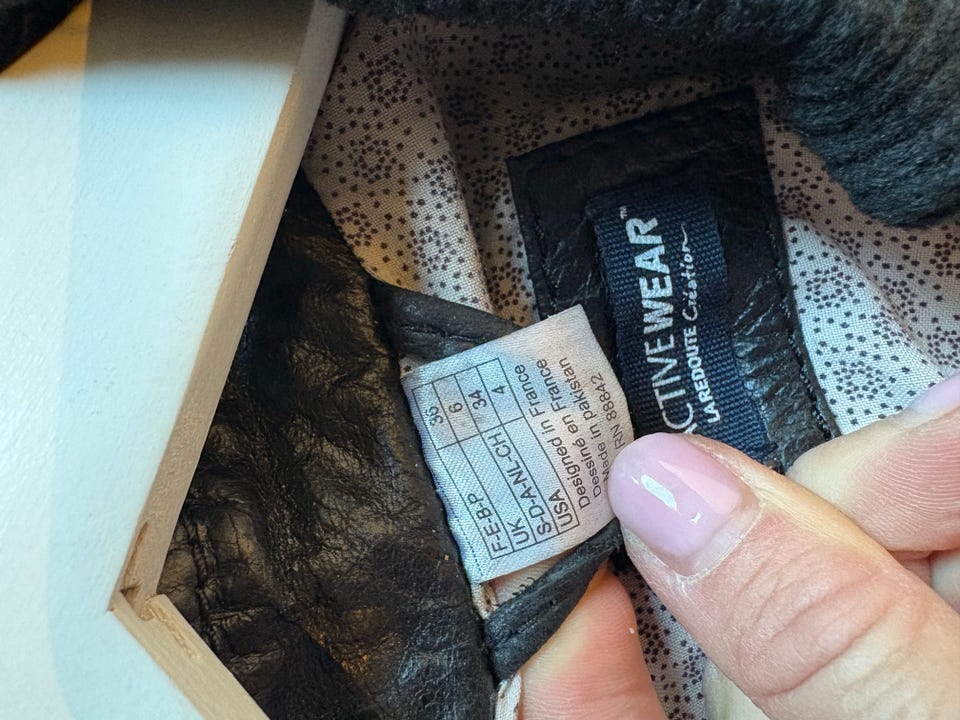 ACTIVE WEAR™
LA REDOUTE Création
F-E-B-P 36
UK 6
S-D-A-NL-CH 34
USA 4
Designed in France
Dessiné en France
Made in pakistan
RN 88842